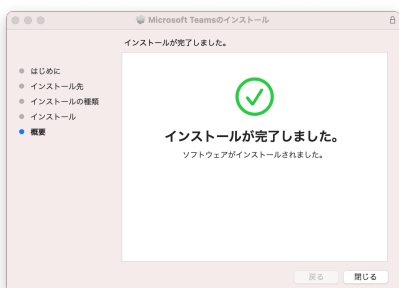 Microsoft Teamsのインストール
インストールが完了しました。
はじめに
インストール先
インストールの種類
インストール
概要
インストールが完了しました。
ソフトウェアがインストールされました。
戻る
閉じる